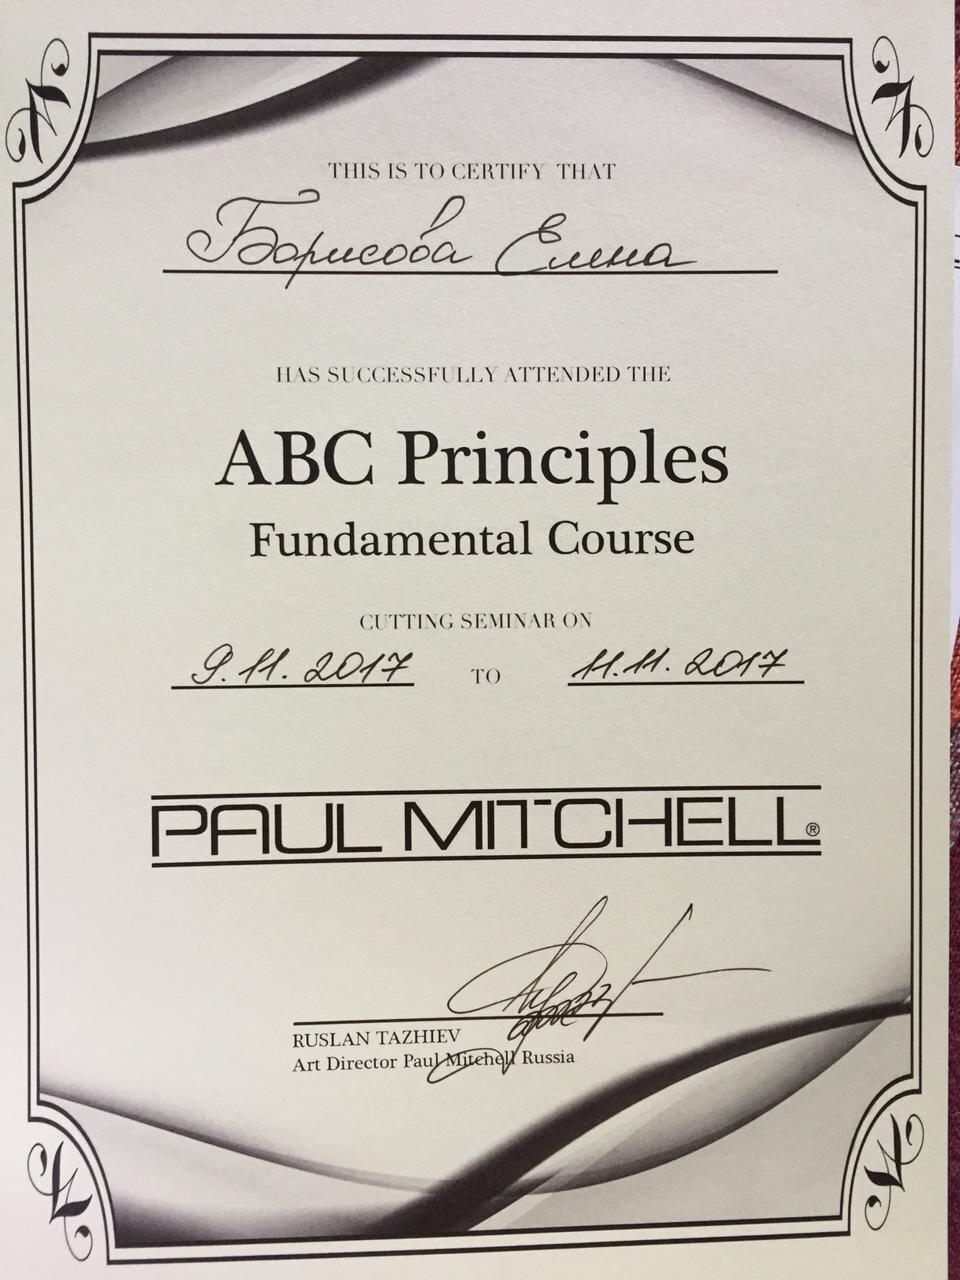 THIS IS TO CERTIFY THAT
Борисова Елена
HAS SUCCESSFULLY ATTENDED THE
ABC Principles
Fundamental Course
CUTTING SEMINAR ON
9.11.2017 TO 11.11.2017
PAUL MITCHELL®
RUSLAN TAZHIEV
Art Director Paul Mitchell Russia